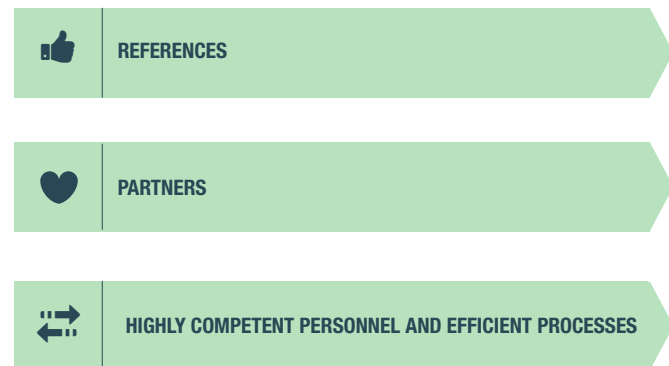 REFERENCES
PARTNERS
HIGHLY COMPETENT PERSONNEL AND EFFICIENT PROCESSES